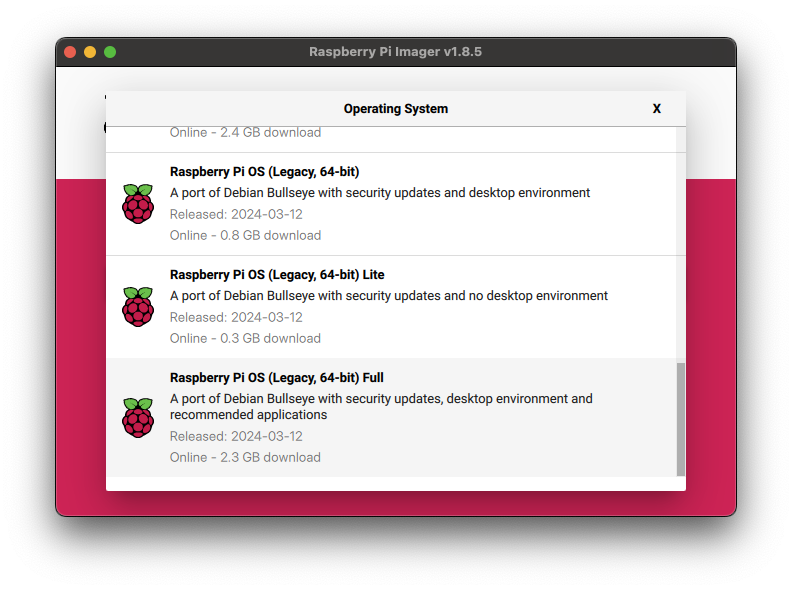 Raspberry Pi Imager v1.8.5
Operating System
X
Online - 2.4 GB download
Raspberry Pi OS (Legacy, 64-bit)
A port of Debian Bullseye with security updates and desktop environment
Released: 2024-03-12
Online - 0.8 GB download
Raspberry Pi OS (Legacy, 64-bit) Lite
A port of Debian Bullseye with security updates and no desktop environment
Released: 2024-03-12
Online - 0.3 GB download
Raspberry Pi OS (Legacy, 64-bit) Full
A port of Debian Bullseye with security updates, desktop environment and
recommended applications
Released: 2024-03-12
Online - 2.3 GB download